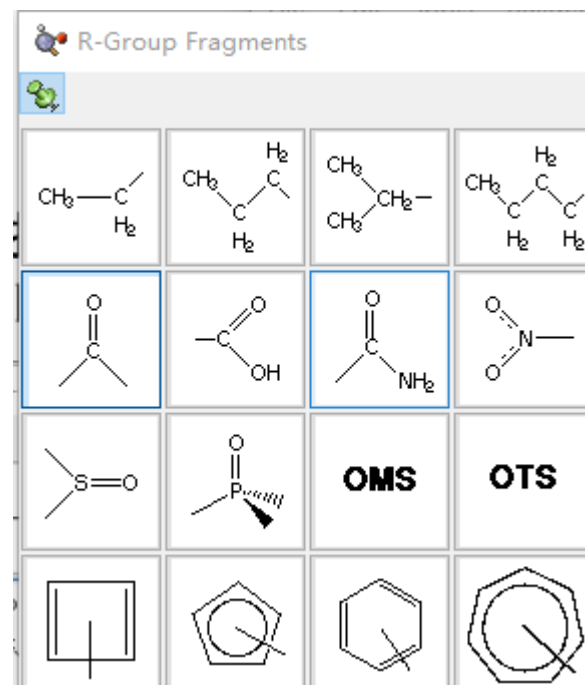 R-Group Fragments
CH₃ C H₂
CH₃ C H₂ C H₂
CH₃ CH₃ CH₂
CH₃ C H₂ C H₂ C H₂
O C
C O OH
O C NH₂
O N O
S O
O P
OMS
OTS